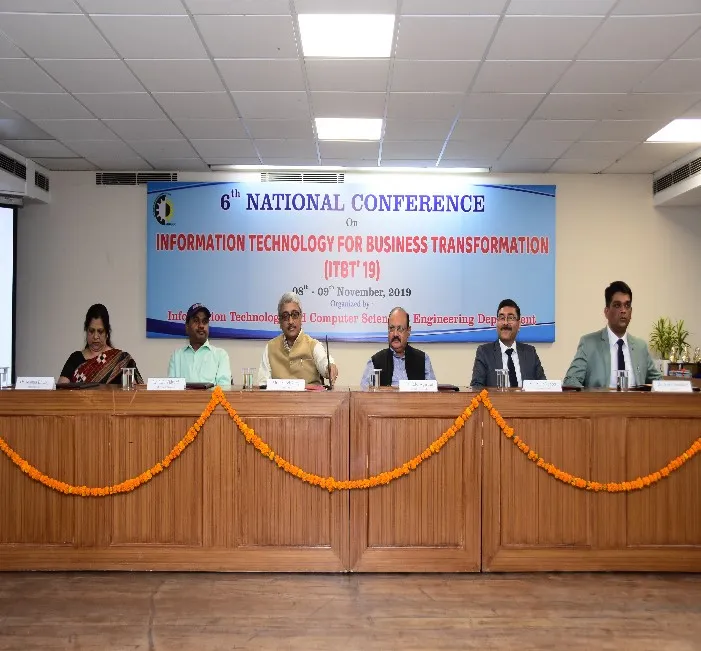 6th NATIONAL CONFERENCE
On
INFORMATION TECHNOLOGY FOR BUSINESS TRANSFORMATION
(ITBT' 19)
08th - 09th November, 2019
Organized by
Information Technology Computer Science Engineering Department